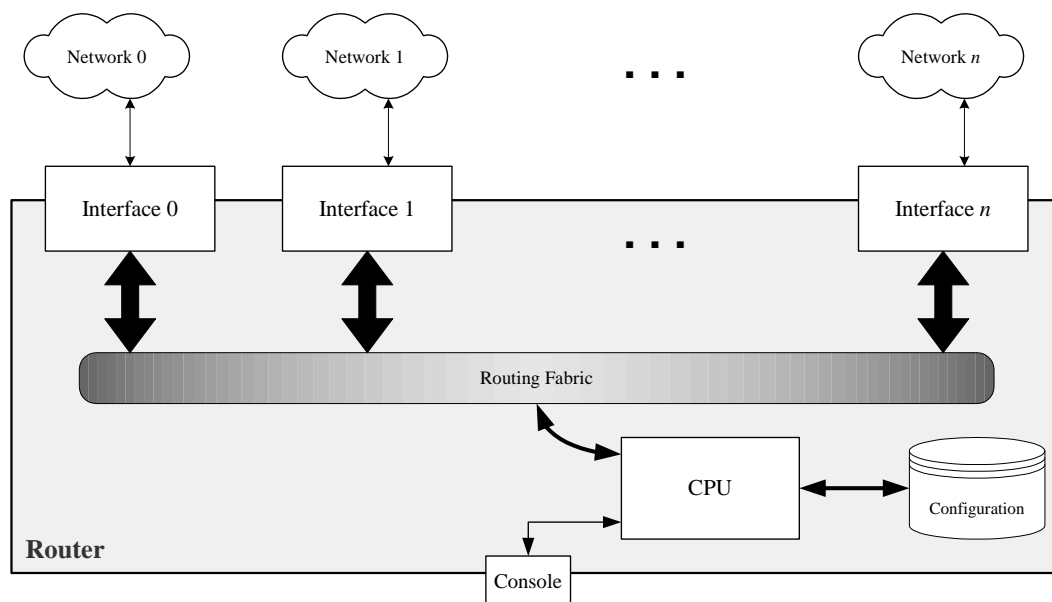 Network 0
Network 1
. . .
Network n
Interface 0
Interface 1
. . .
Interface n
Routing Fabric
CPU
Configuration
Router
Console